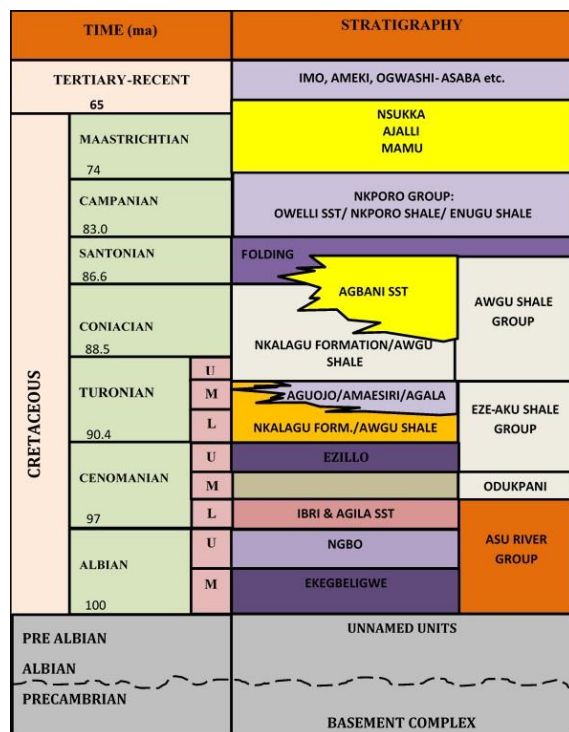 TIME (ma)
STRATIGRAPHY
TERTIARY-RECENT
65
IMO, AMEKI, OGWASHI- ASABA etc.
CRETACEOUS
MAASTRICHTIAN
74
NSUKKA
AJALLI
MAMU
CAMPANIAN
83.0
NKPORO GROUP:
OWELLI SST/ NKPORO SHALE/ ENUGU SHALE
SANTONIAN
86.6
FOLDING
AGBANI SST
AWGU SHALE
GROUP
CONIACIAN
88.5
NKALAGU FORMATION/AWGU
SHALE
TURONIAN
90.4
U
M
L
AGUOJO/AMAESIRI/AGALA
NKALAGU FORM./AWGU SHALE
EZE-AKU SHALE
GROUP
CENOMANIAN
97
U
M
L
EZILLO
ODUKPANI
IBRI & AGILA SST
ASU RIVER
GROUP
ALBIAN
100
U
M
NGBO
EKEGBELIGWE
PRE ALBIAN
ALBIAN
PRECAMBRIAN
UNNAMED UNITS
BASEMENT COMPLEX